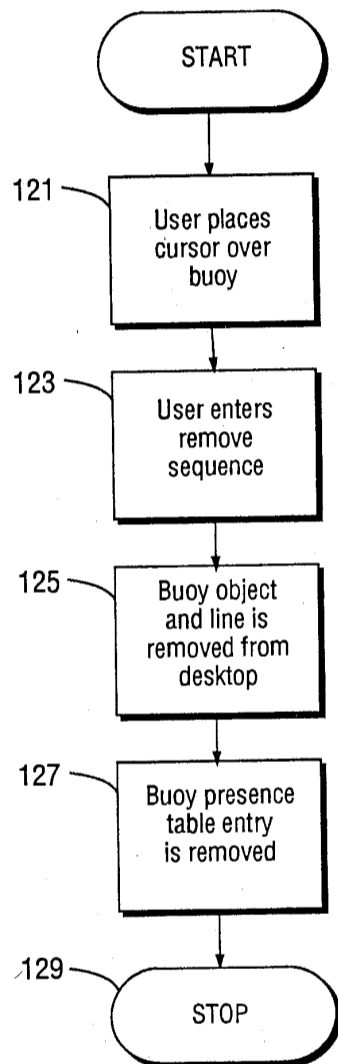 START
121
User places
cursor over
buoy
123
User enters
remove
sequence
125
Buoy object
and line is
removed from
desktop
127
Buoy presence
table entry
is removed
129
STOP